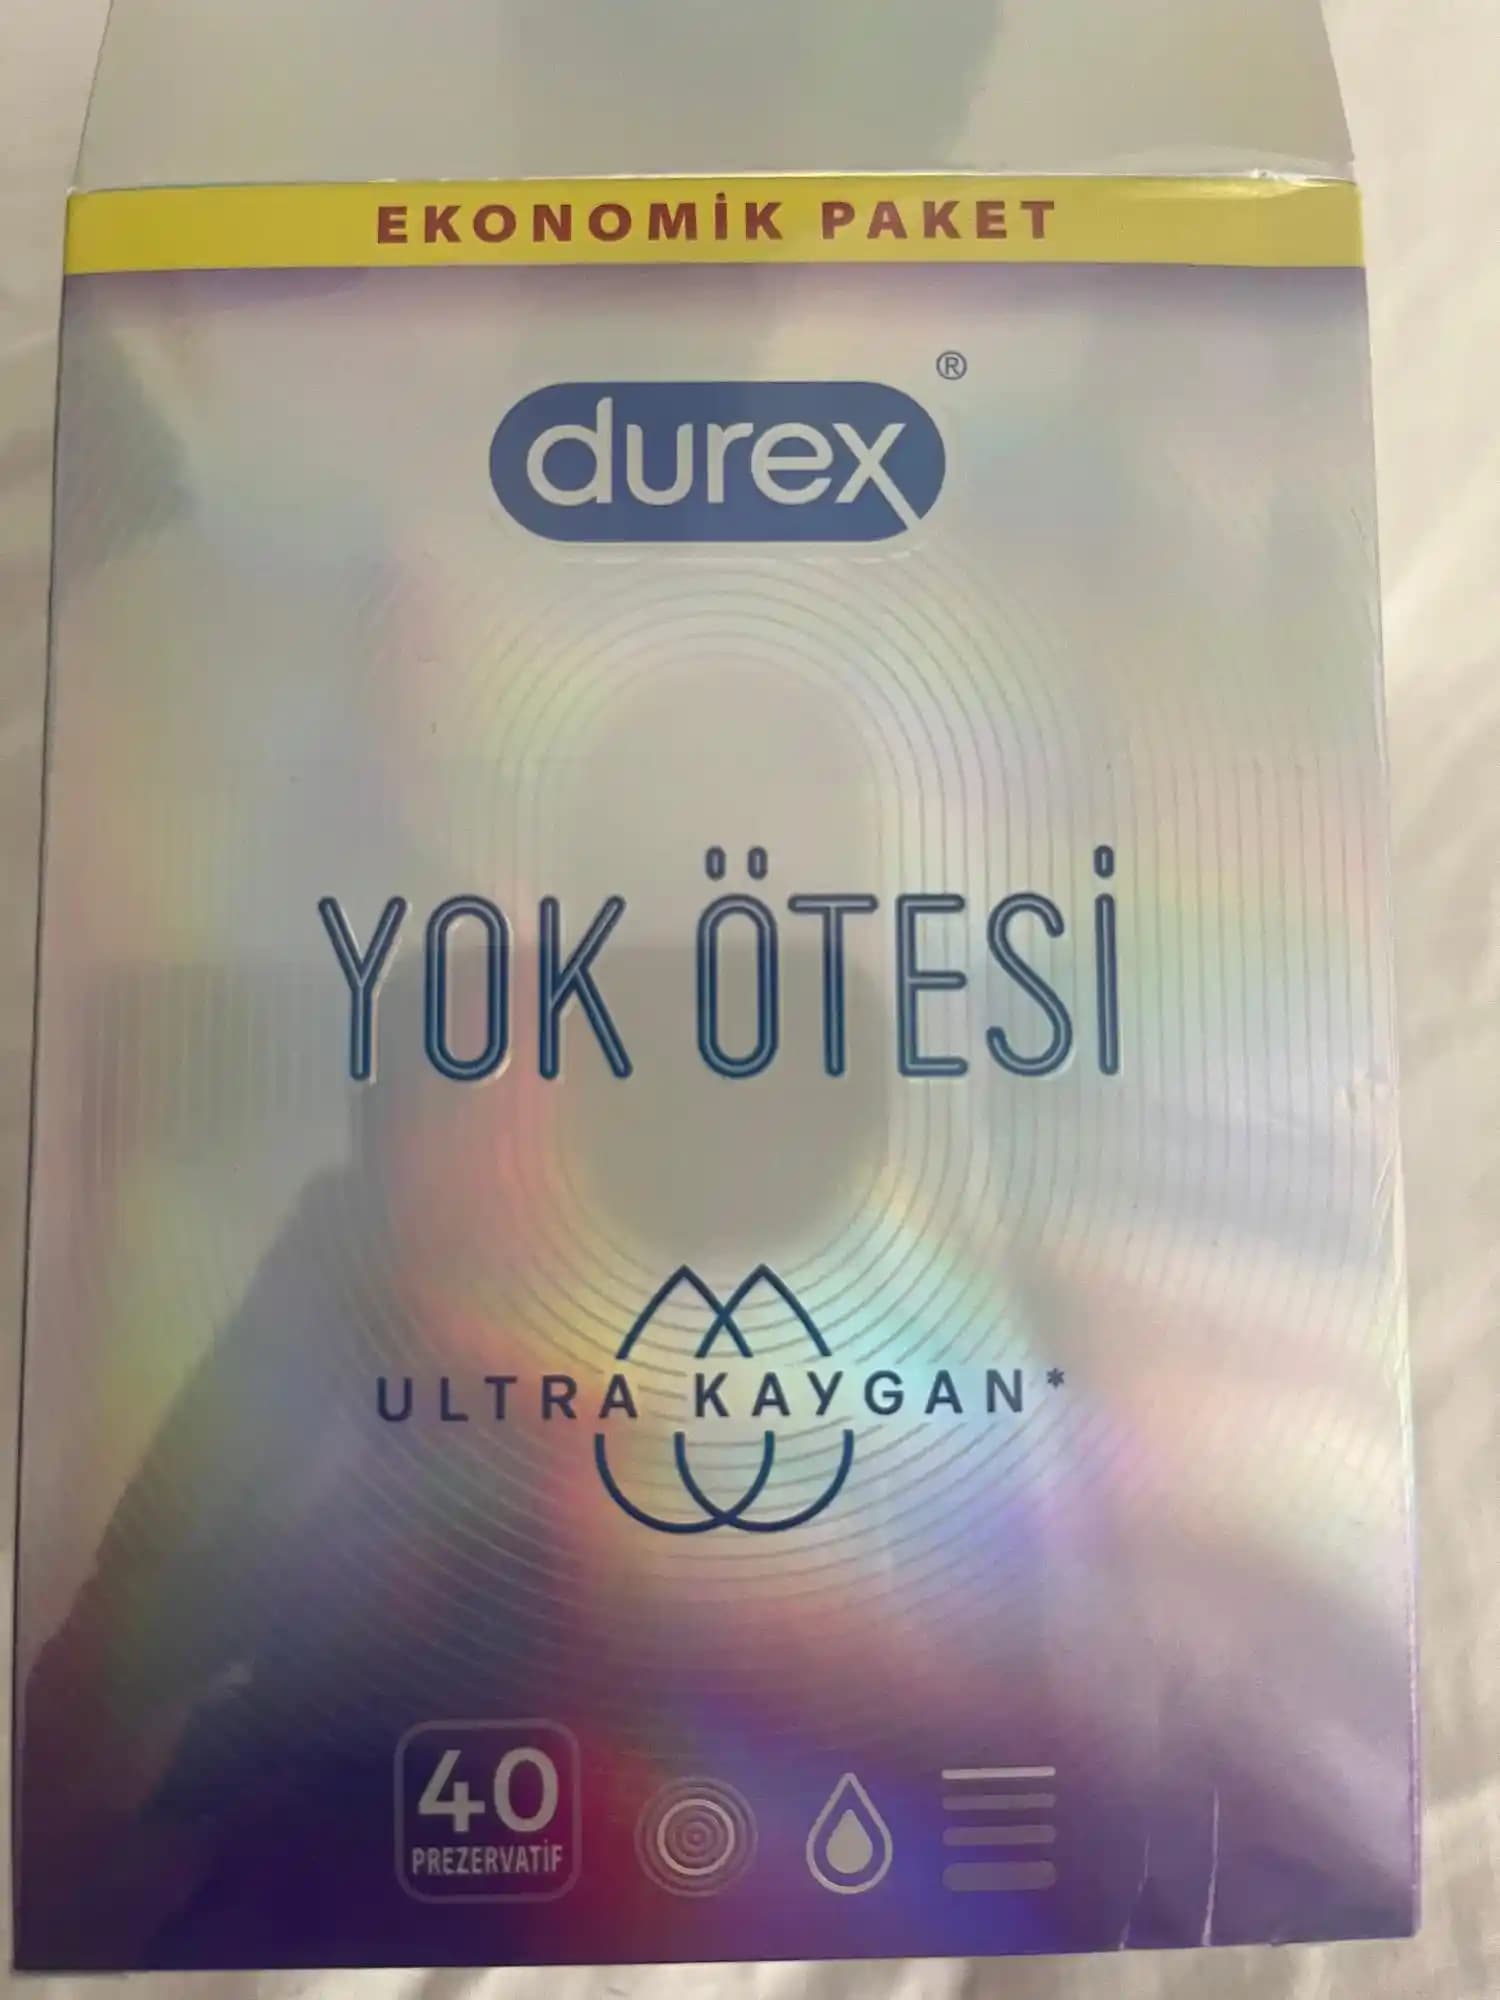 EKONOMİK PAKET
durex®
YOK ÖTESİ
ULTRA KAYGAN*
40
PREZERVATİF